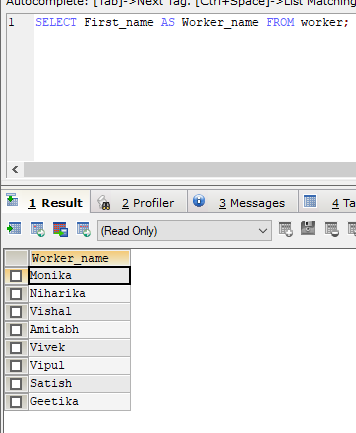 Autocomplete: [Tab]->Next Tag. [Ctrl+Space]->List Matching
1 SELECT First_name AS Worker_name FROM worker;
1 Result 2 Profiler 3 Messages 4 Ta
(Read Only)
Worker_name
Monika
Niharika
Vishal
Amitabh
Vivek
Vipul
Satish
Geetika